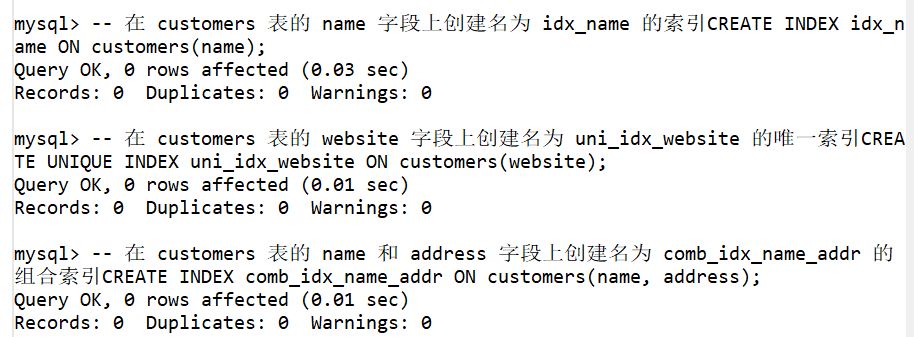 mysql> -- 在 customers 表的 name 字段上创建名为 idx_name 的索引CREATE INDEX idx_n
ame ON customers(name);
Query OK, 0 rows affected (0.03 sec)
Records: 0  Duplicates: 0  Warnings: 0
mysql> -- 在 customers 表的 website 字段上创建名为 uni_idx_website 的唯一索引CREA
TE UNIQUE INDEX uni_idx_website ON customers(website);
Query OK, 0 rows affected (0.01 sec)
Records: 0  Duplicates: 0  Warnings: 0
mysql> -- 在 customers 表的 name 和 address 字段上创建名为 comb_idx_name_addr 的
组合索引CREATE INDEX comb_idx_name_addr ON customers(name, address);
Query OK, 0 rows affected (0.01 sec)
Records: 0  Duplicates: 0  Warnings: 0